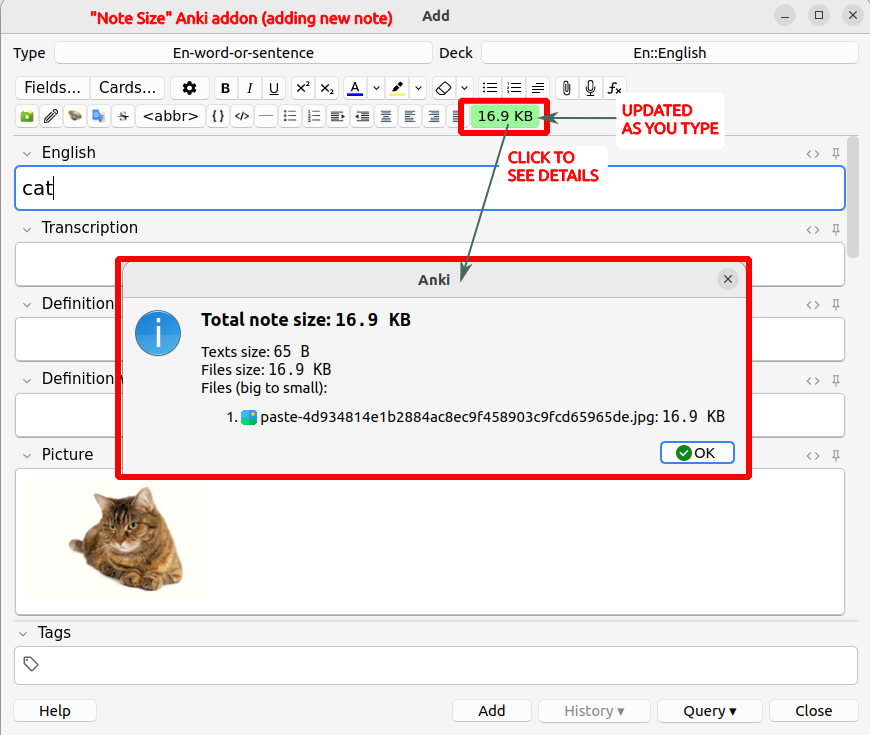 "Note Size" Anki addon (adding new note)
Add
Type
En-word-or-sentence
Deck
En::English
Fields...
Cards...
B
I
U
X²
X₂
A
fx
S
<abbr>
{}
</>
16.9 KB
UPDATED
AS YOU TYPE
CLICK TO
SEE DETAILS
English
<>
cat
Transcription
<>
Definition
<>
Definition
<>
Picture
<>
Anki
Total note size: 16.9 KB
Texts size: 65 B
Files size: 16.9 KB
Files (big to small):
1. paste-4d934814e1b2884ac8ec9f458903c9fcd65965de.jpg: 16.9 KB
OK
Tags
Help
Add
History ▾
Query ▾
Close